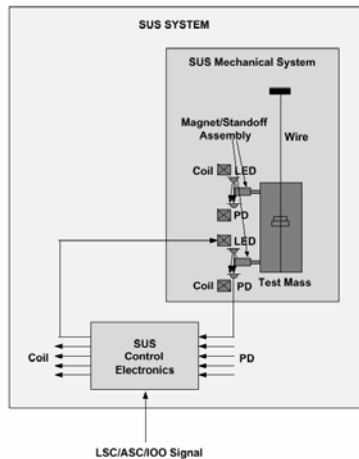 SUS SYSTEM
SUS Mechanical System
Magnet/Standoff
Assembly
Wire
Coil LED
PD
LED
Coil PD
Test Mass
SUS
Control
Electronics
Coil
PD
LSC/ASC/IOO Signal